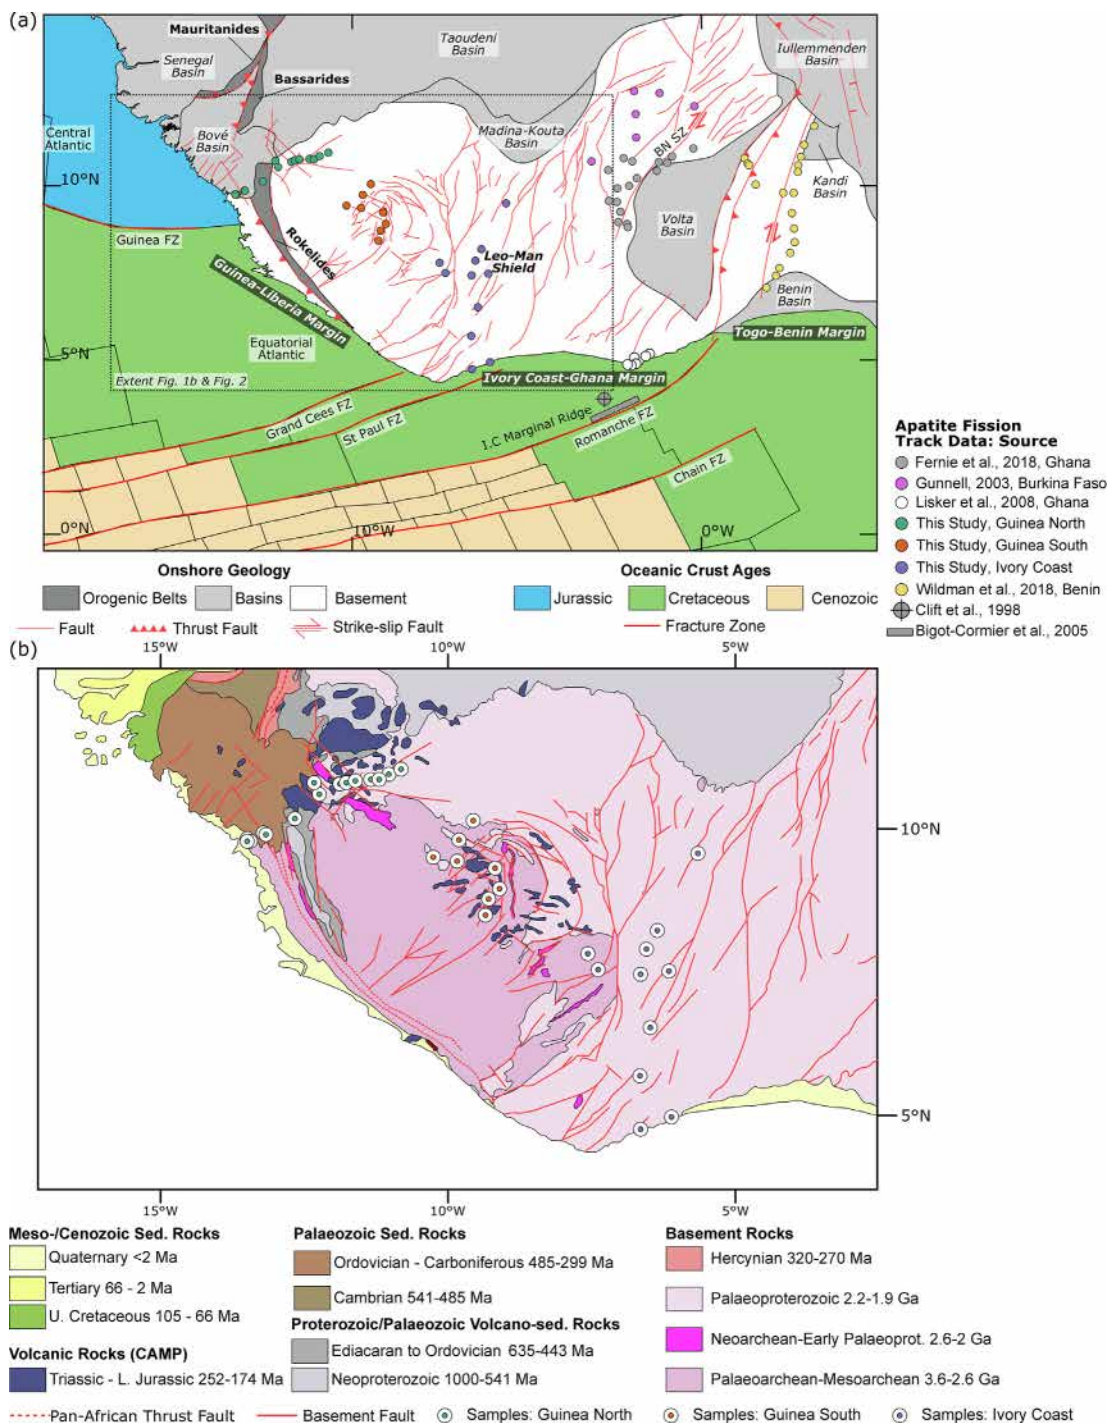 (a)
Mauritanides
Senegal
Basin
Taoudeni
Basin
Iullemmenden
Basin
Bassarides
Central
Atlantic
Bové
Basin
Madina-Kouta
Basin
BN SZ
10°N
Kandi
Basin
Volta
Basin
Guinea FZ
Rokelides
Leo-Man
Shield
Guinea-Liberia Margin
Benin
Basin
Togo-Benin Margin
Equatorial
Atlantic
5°N
Extent Fig. 1b & Fig. 2
Ivory Coast-Ghana Margin
Grand Cees FZ
St Paul FZ
I.C Marginal Ridge
Romanche FZ
Chain FZ
0°N
10°W
0°W
Apatite Fission
Track Data: Source
Fernie et al., 2018, Ghana
Gunnell, 2003, Burkina Faso
Lisker et al., 2008, Ghana
This Study, Guinea North
This Study, Guinea South
This Study, Ivory Coast
Wildman et al., 2018, Benin
Clift et al., 1998
Bigot-Cormier et al., 2005
Onshore Geology
Orogenic Belts
Basins
Basement
Fault
Thrust Fault
Strike-slip Fault
Oceanic Crust Ages
Jurassic
Cretaceous
Cenozoic
Fracture Zone
(b)
15°W
10°W
5°W
10°N
5°N
15°W
10°W
5°W
Meso-/Cenozoic Sed. Rocks
Quaternary <2 Ma
Tertiary 66 - 2 Ma
U. Cretaceous 105 - 66 Ma
Volcanic Rocks (CAMP)
Triassic - L. Jurassic 252-174 Ma
Palaeozoic Sed. Rocks
Ordovician - Carboniferous 485-299 Ma
Cambrian 541-485 Ma
Proterozoic/Palaeozoic Volcano-sed. Rocks
Ediacaran to Ordovician 635-443 Ma
Neoproterozoic 1000-541 Ma
Basement Rocks
Hercynian 320-270 Ma
Palaeoproterozoic 2.2-1.9 Ga
Neoarchean-Early Palaeoprot. 2.6-2 Ga
Palaeoarchean-Mesoarchean 3.6-2.6 Ga
Pan-African Thrust Fault
Basement Fault
Samples: Guinea North
Samples: Guinea South
Samples: Ivory Coast